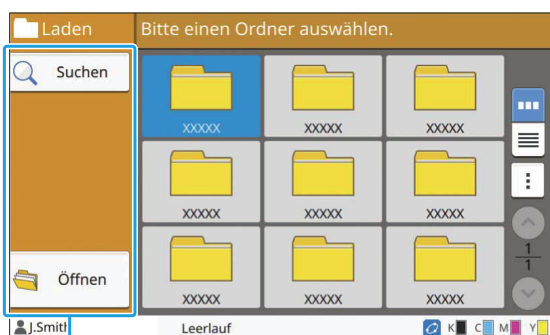 Laden
Bitte einen Ordner auswählen.
Suchen
XXXXX XXXXX XXXXX
XXXXX XXXXX XXXXX
1
1
Öffnen
XXXXX XXXXX XXXXX
J.Smith Leerlauf K C M Y